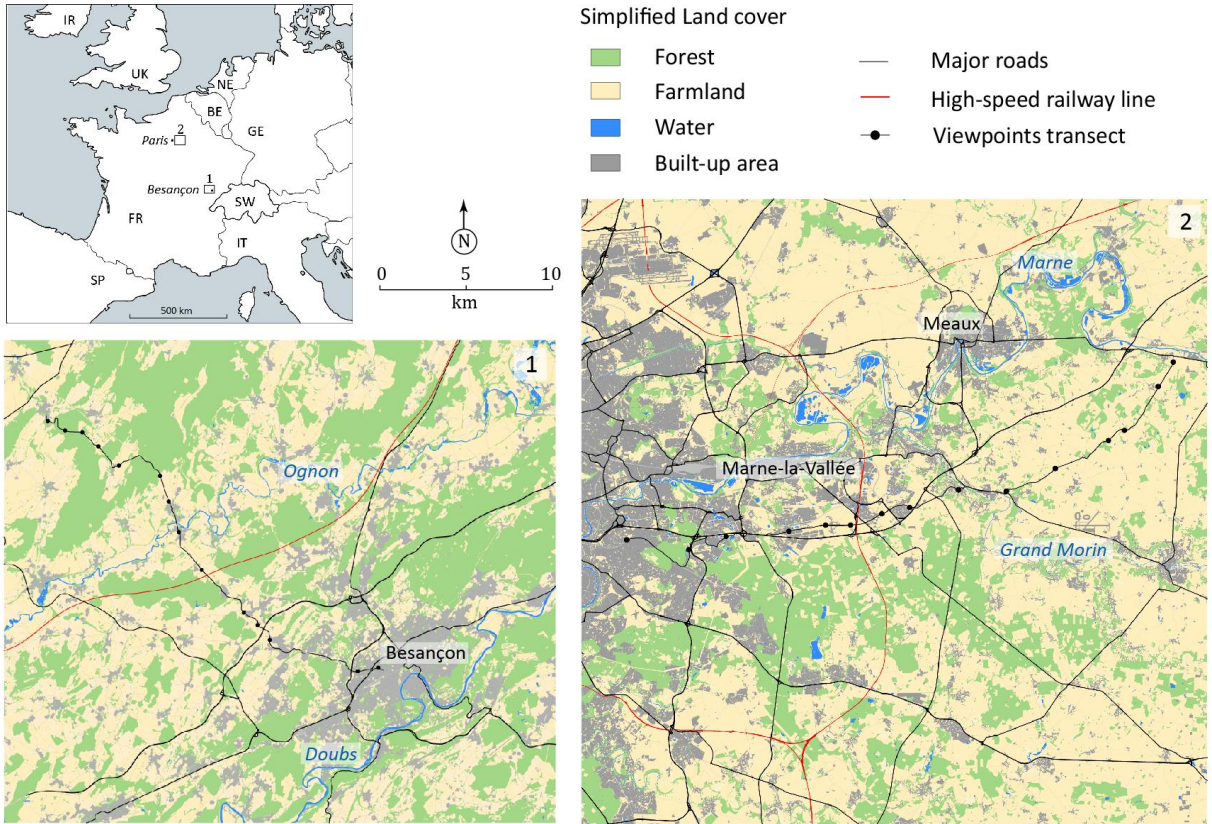 IR
UK
NE
BE
GE
2
Paris
1
Besançon
SW
FR
IT
SP
500 km
N
0 5 10
km
Simplified Land cover
Forest
Farmland
Water
Built-up area
Major roads
High-speed railway line
Viewpoints transect
1
Ognon
Besançon
Doubs
2
Marne
Meaux
Marne-la-Vallée
Grand Morin